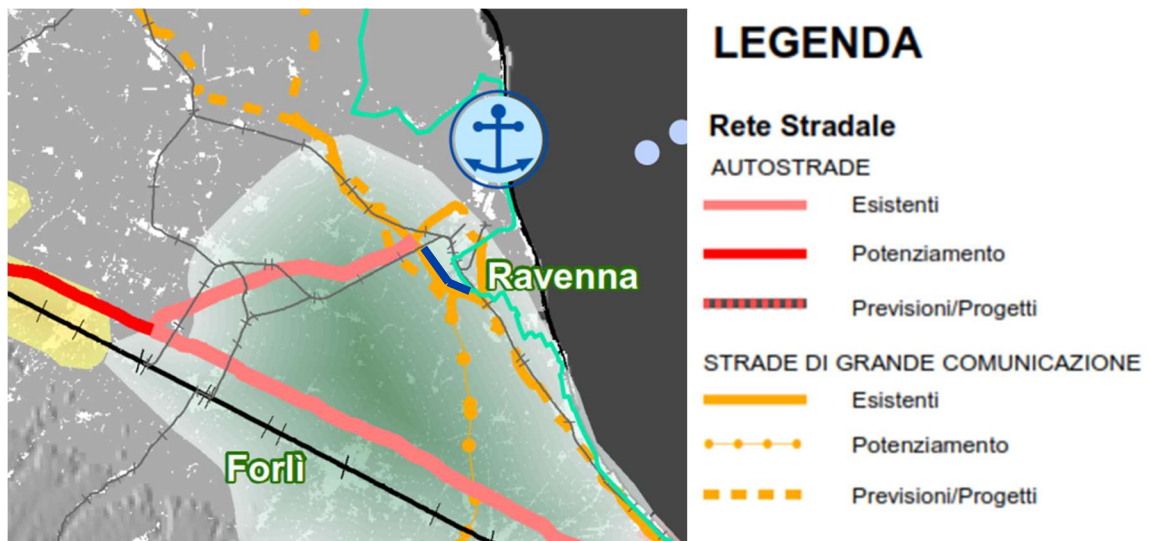 Ravenna
Forlì
LEGENDA
Rete Stradale
AUTOSTRADE
Esistenti
Potenziamento
Previsioni/Progetti
STRADE DI GRANDE COMUNICAZIONE
Esistenti
Potenziamento
Previsioni/Progetti